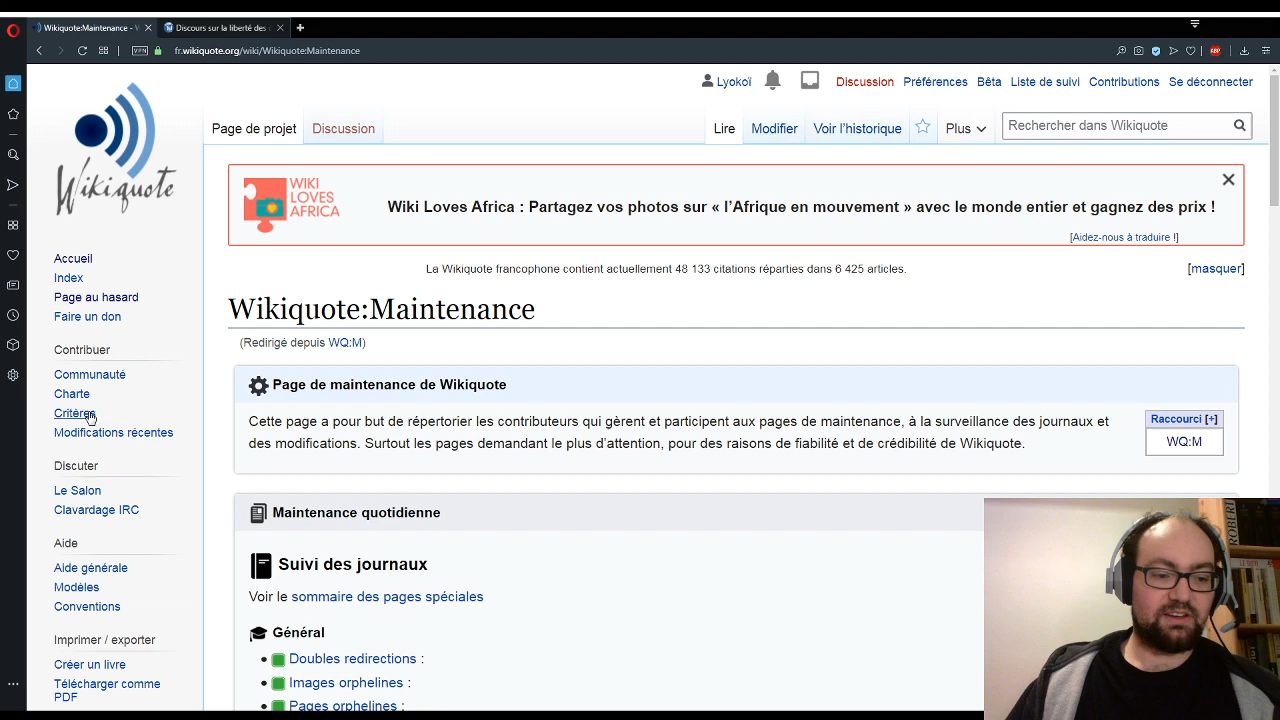 Wikiquote:Maintenance - W
Discours sur la liberté des
VPN
fr.wikiquote.org/wiki/Wikiquote:Maintenance
ABP
Lyokoï
Discussion
Préférences
Bêta
Liste de suivi
Contributions
Se déconnecter
Page de projet
Discussion
Lire
Modifier
Voir l'historique
Plus
Rechercher dans Wikiquote
Wikiquote
WIKI
LOVES
AFRICA
Wiki Loves Africa : Partagez vos photos sur « l'Afrique en mouvement » avec le monde entier et gagnez des prix !
[Aidez-nous à traduire !]
La Wikiquote francophone contient actuellement 48 133 citations réparties dans 6 425 articles.
[masquer]
Accueil
Index
Page au hasard
Faire un don
Contribuer
Communauté
Charte
Critères
Modifications récentes
Discuter
Le Salon
Clavardage IRC
Aide
Aide générale
Modèles
Conventions
Imprimer / exporter
Créer un livre
Télécharger comme
PDF
Wikiquote:Maintenance
(Redirigé depuis WQ:M)
Page de maintenance de Wikiquote
Cette page a pour but de répertorier les contributeurs qui gèrent et participent aux pages de maintenance, à la surveillance des journaux et
des modifications. Surtout les pages demandant le plus d'attention, pour des raisons de fiabilité et de crédibilité de Wikiquote.
Raccourci [+]
WQ:M
Maintenance quotidienne
Suivi des journaux
Voir le sommaire des pages spéciales
Général
• Doubles redirections :
• Images orphelines :
• Pages orphelines :
ROBERT